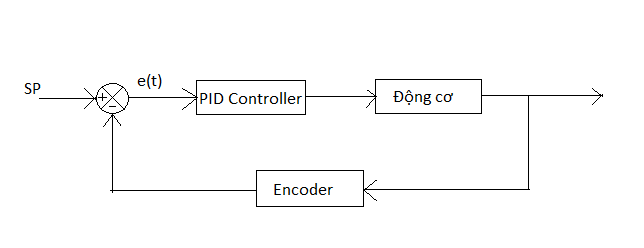 SP
+
-
e(t)
PID Controller
Động cơ
Encoder